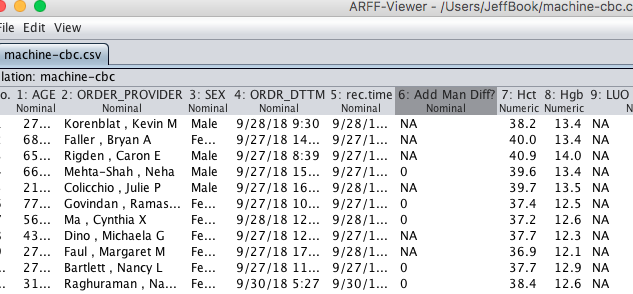 ARFF-Viewer - /Users/JeffBook/machine-cbc.c
File Edit View
machine-cbc.csv
lation: machine-cbc
o. 1: AGE 2: ORDER_PROVIDER 3: SEX 4: ORDR_DTTM 5: rec.time 6: Add Man Diff? 7: Hct 8: Hgb 9: LUO
Nominal Nominal Nominal Nominal Nominal Nominal Numeric Numeric N
27... Korenblat , Kevin M Male 9/28/18 9:30 9/28/1... NA 38.2 13.4 NA
68... Faller , Bryan A Fe... 9/27/18 14... 9/27/1... NA 40.0 13.4 NA
65... Rigden , Caron E Male 9/27/18 8:39 9/27/1... NA 40.9 14.0 NA
66... Mehta-Shah , Neha Male 9/27/18 15... 9/27/1... 0 39.6 13.4 NA
21... Colicchio , Julie P Male 9/27/18 16... 9/28/1... NA 39.7 13.5 NA
77... Govindan , Ramas... Fe... 9/27/18 10... 9/27/1... 0 37.4 12.5 NA
56... Ma , Cynthia X Fe... 9/28/18 12... 9/28/1... 0 37.2 12.6 NA
43... Dino , Michaela G Fe... 9/27/18 12... 9/27/1... NA 37.7 12.3 NA
27... Faul , Margaret M Fe... 9/27/18 17... 9/28/1... NA 36.9 12.1 NA
27... Bartlett , Nancy L Fe... 9/27/18 11... 9/27/1... 0 37.7 12.9 NA
31... Raghuraman , Na... Fe... 9/30/18 5:27 9/30/1... 0 38.4 12.6 NA